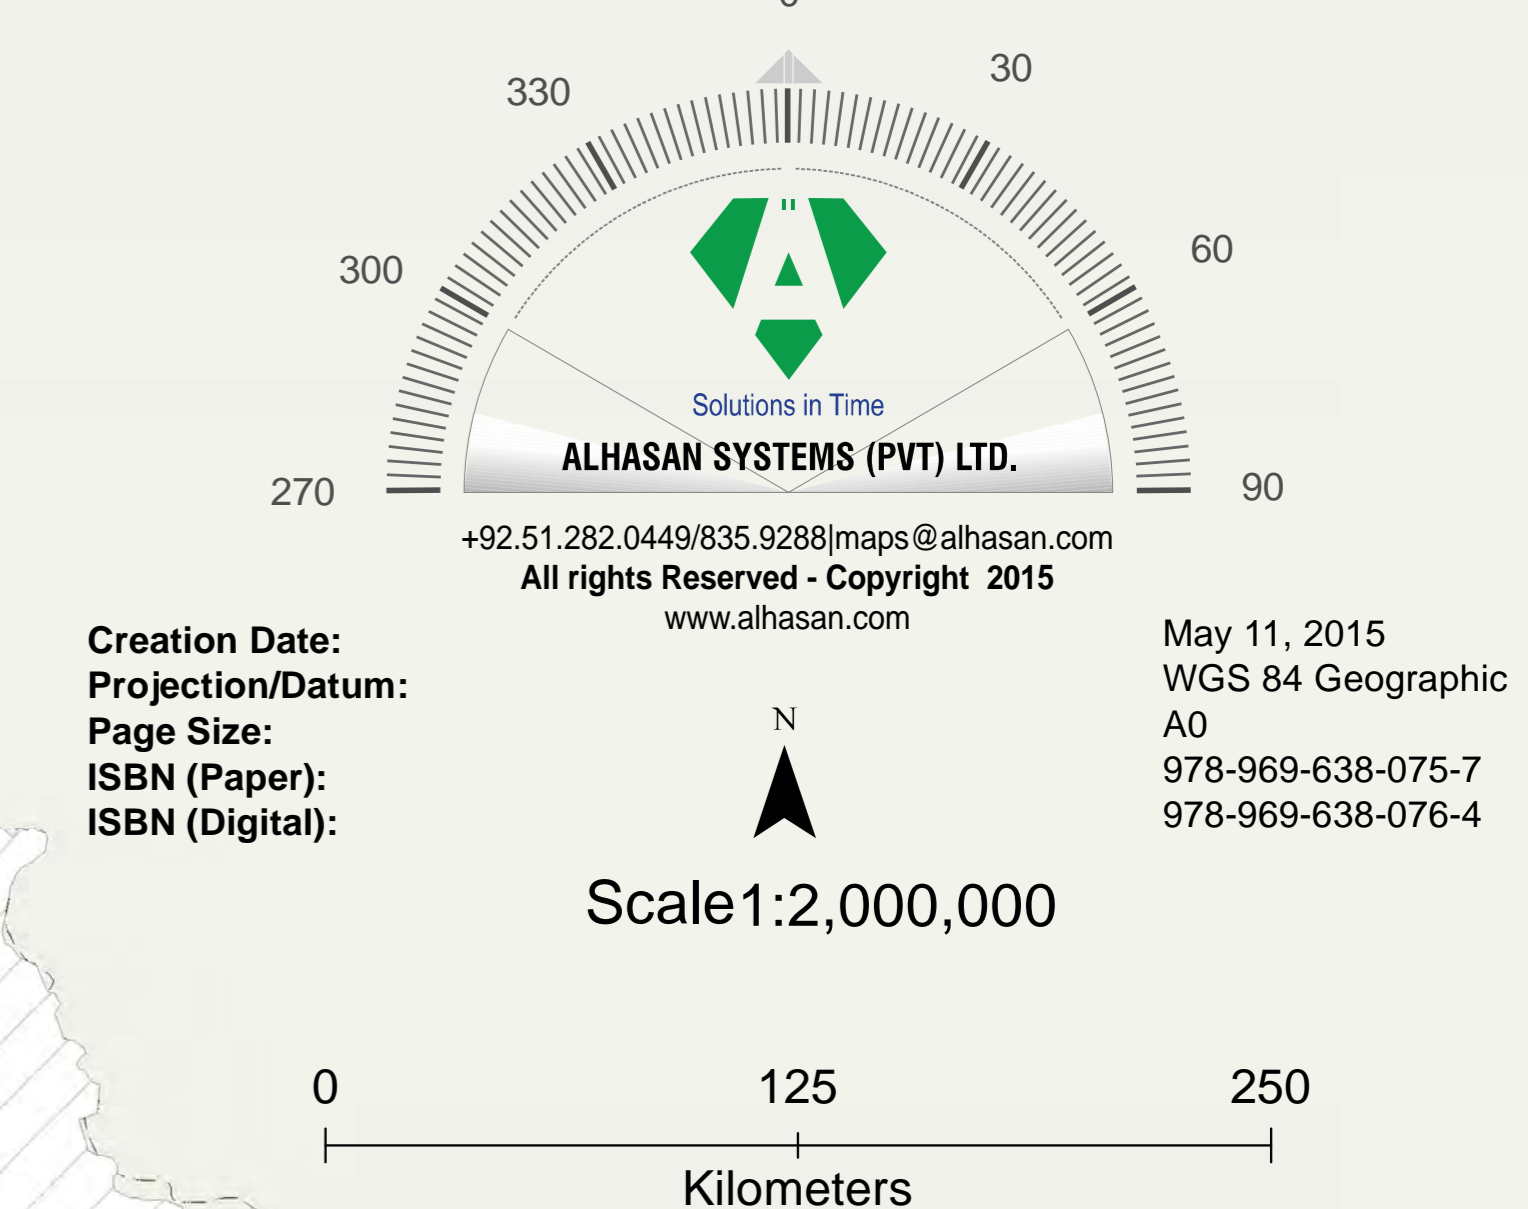 0
330
30
300
60
270
90
Solutions in Time
ALHASAN SYSTEMS (PVT) LTD.
+92.51.282.0449/835.9288|maps@alhasan.com
All rights Reserved - Copyright 2015
www.alhasan.com
Creation Date: May 11, 2015
Projection/Datum: WGS 84 Geographic
Page Size: A0
ISBN (Paper): 978-969-638-075-7
ISBN (Digital): 978-969-638-076-4
N
Scale1:2,000,000
0 125 250
Kilometers